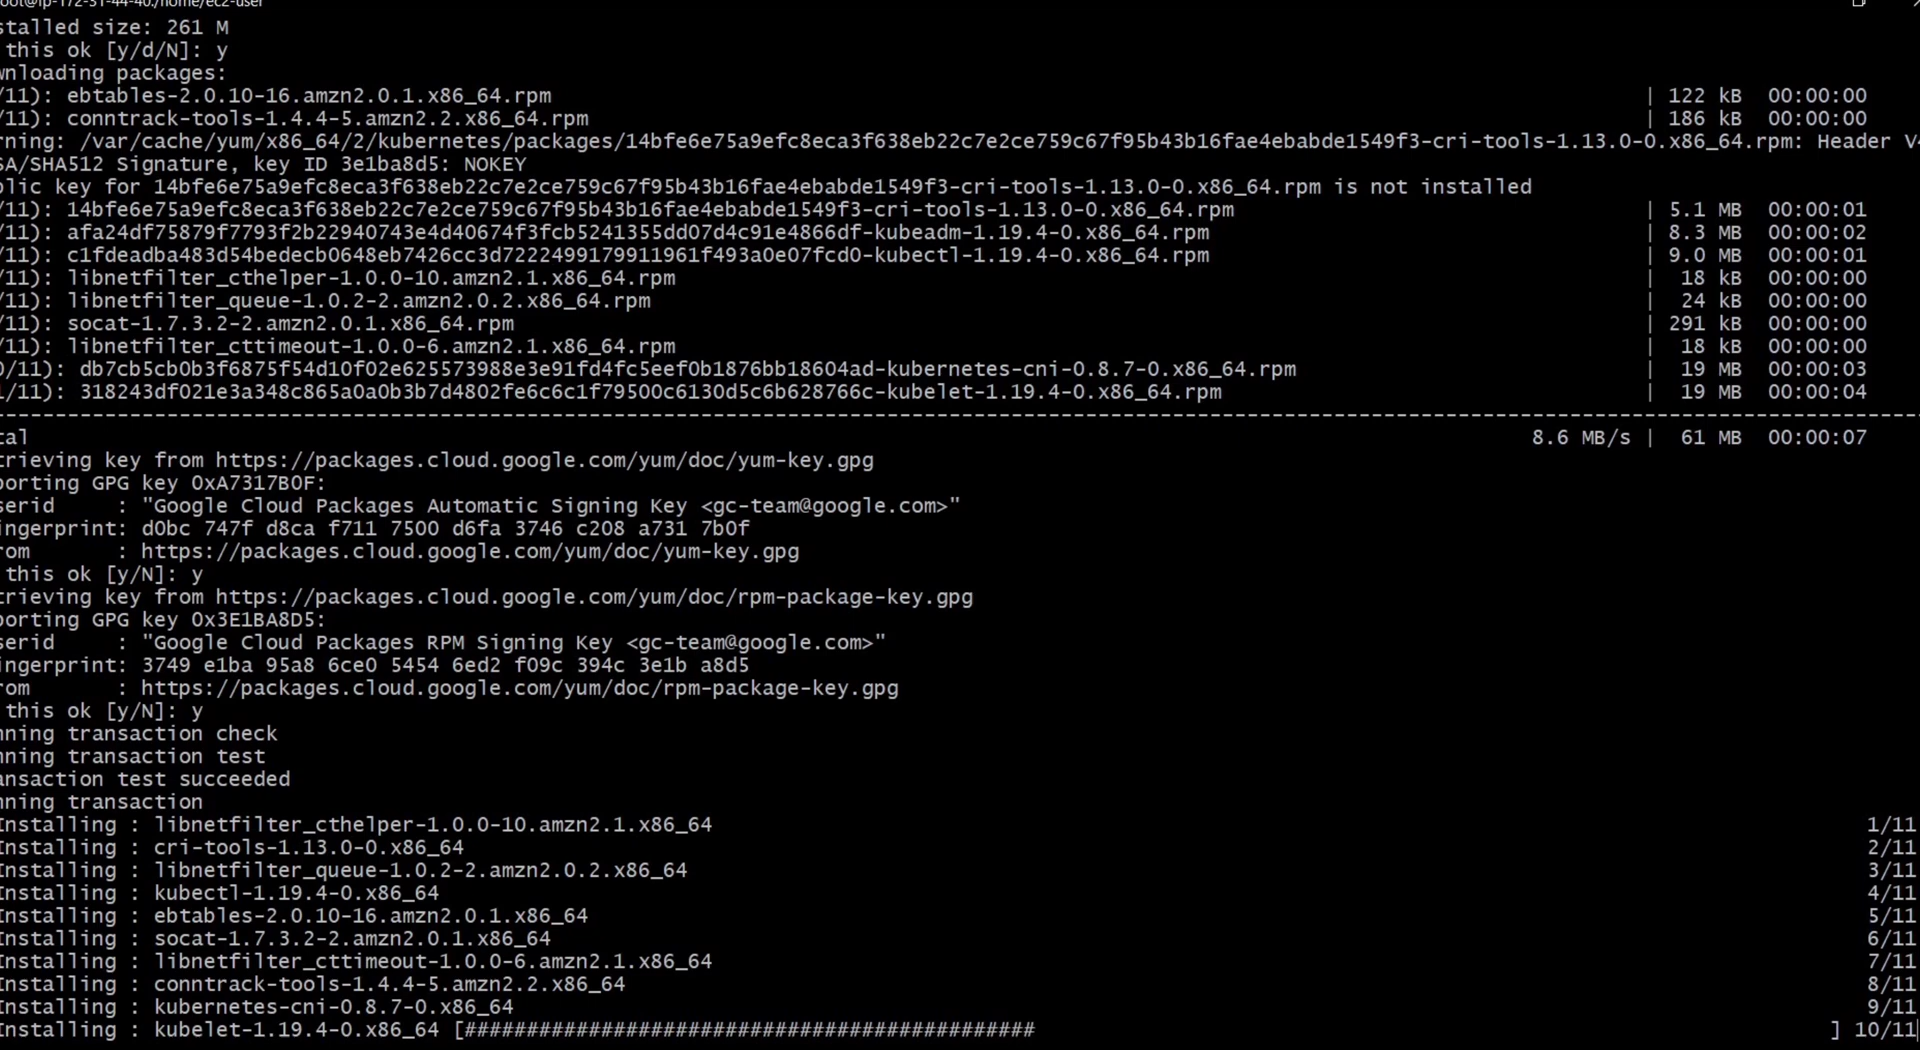 oot@ip-172-31-44-40:/home/ec2-user
stalled size: 261 M
 this ok [y/d/N]: y
wnloading packages:
/11): ebtables-2.0.10-16.amzn2.0.1.x86_64.rpm | 122 kB 00:00:00
/11): conntrack-tools-1.4.4-5.amzn2.2.x86_64.rpm | 186 kB 00:00:00
rning: /var/cache/yum/x86_64/2/kubernetes/packages/14bfe6e75a9efc8eca3f638eb22c7e2ce759c67f95b43b16fae4ebabde1549f3-cri-tools-1.13.0-0.x86_64.rpm: Header V4
SA/SHA512 Signature, key ID 3e1ba8d5: NOKEY
blic key for 14bfe6e75a9efc8eca3f638eb22c7e2ce759c67f95b43b16fae4ebabde1549f3-cri-tools-1.13.0-0.x86_64.rpm is not installed
/11): 14bfe6e75a9efc8eca3f638eb22c7e2ce759c67f95b43b16fae4ebabde1549f3-cri-tools-1.13.0-0.x86_64.rpm | 5.1 MB 00:00:01
/11): afa24df75879f7793f2b22940743e4d40674f3fcb5241355dd07d4c91e4866df-kubeadm-1.19.4-0.x86_64.rpm | 8.3 MB 00:00:02
/11): c1fdeadba483d54bedecb0648eb7426cc3d7222499179911961f493a0e07fcd0-kubectl-1.19.4-0.x86_64.rpm | 9.0 MB 00:00:01
/11): libnetfilter_cthelper-1.0.0-10.amzn2.1.x86_64.rpm | 18 kB 00:00:00
/11): libnetfilter_queue-1.0.2-2.amzn2.0.2.x86_64.rpm | 24 kB 00:00:00
/11): socat-1.7.3.2-2.amzn2.0.1.x86_64.rpm | 291 kB 00:00:00
/11): libnetfilter_cttimeout-1.0.0-6.amzn2.1.x86_64.rpm | 18 kB 00:00:00
0/11): db7cb5cb0b3f6875f54d10f02e625573988e3e91fd4fc5eef0b1876bb18604ad-kubernetes-cni-0.8.7-0.x86_64.rpm | 19 MB 00:00:03
1/11): 318243df021e3a348c865a0a0b3b7d4802fe6c6c1f79500c6130d5c6b628766c-kubelet-1.19.4-0.x86_64.rpm | 19 MB 00:00:04
--------------------------------------------------------------------------------------------------------------------------------------------------------
tal 8.6 MB/s | 61 MB 00:00:07
trieving key from https://packages.cloud.google.com/yum/doc/yum-key.gpg
porting GPG key 0xA7317B0F:
serid : "Google Cloud Packages Automatic Signing Key <gc-team@google.com>"
ingerprint: d0bc 747f d8ca f711 7500 d6fa 3746 c208 a731 7b0f
rom : https://packages.cloud.google.com/yum/doc/yum-key.gpg
 this ok [y/N]: y
trieving key from https://packages.cloud.google.com/yum/doc/rpm-package-key.gpg
porting GPG key 0x3E1BA8D5:
serid : "Google Cloud Packages RPM Signing Key <gc-team@google.com>"
ingerprint: 3749 e1ba 95a8 6ce0 5454 6ed2 f09c 394c 3e1b a8d5
rom : https://packages.cloud.google.com/yum/doc/rpm-package-key.gpg
 this ok [y/N]: y
nning transaction check
nning transaction test
ansaction test succeeded
nning transaction
Installing : libnetfilter_cthelper-1.0.0-10.amzn2.1.x86_64 1/11
Installing : cri-tools-1.13.0-0.x86_64 2/11
Installing : libnetfilter_queue-1.0.2-2.amzn2.0.2.x86_64 3/11
Installing : kubectl-1.19.4-0.x86_64 4/11
Installing : ebtables-2.0.10-16.amzn2.0.1.x86_64 5/11
Installing : socat-1.7.3.2-2.amzn2.0.1.x86_64 6/11
Installing : libnetfilter_cttimeout-1.0.0-6.amzn2.1.x86_64 7/11
Installing : conntrack-tools-1.4.4-5.amzn2.2.x86_64 8/11
Installing : kubernetes-cni-0.8.7-0.x86_64 9/11
Installing : kubelet-1.19.4-0.x86_64 [############################################## ] 10/11